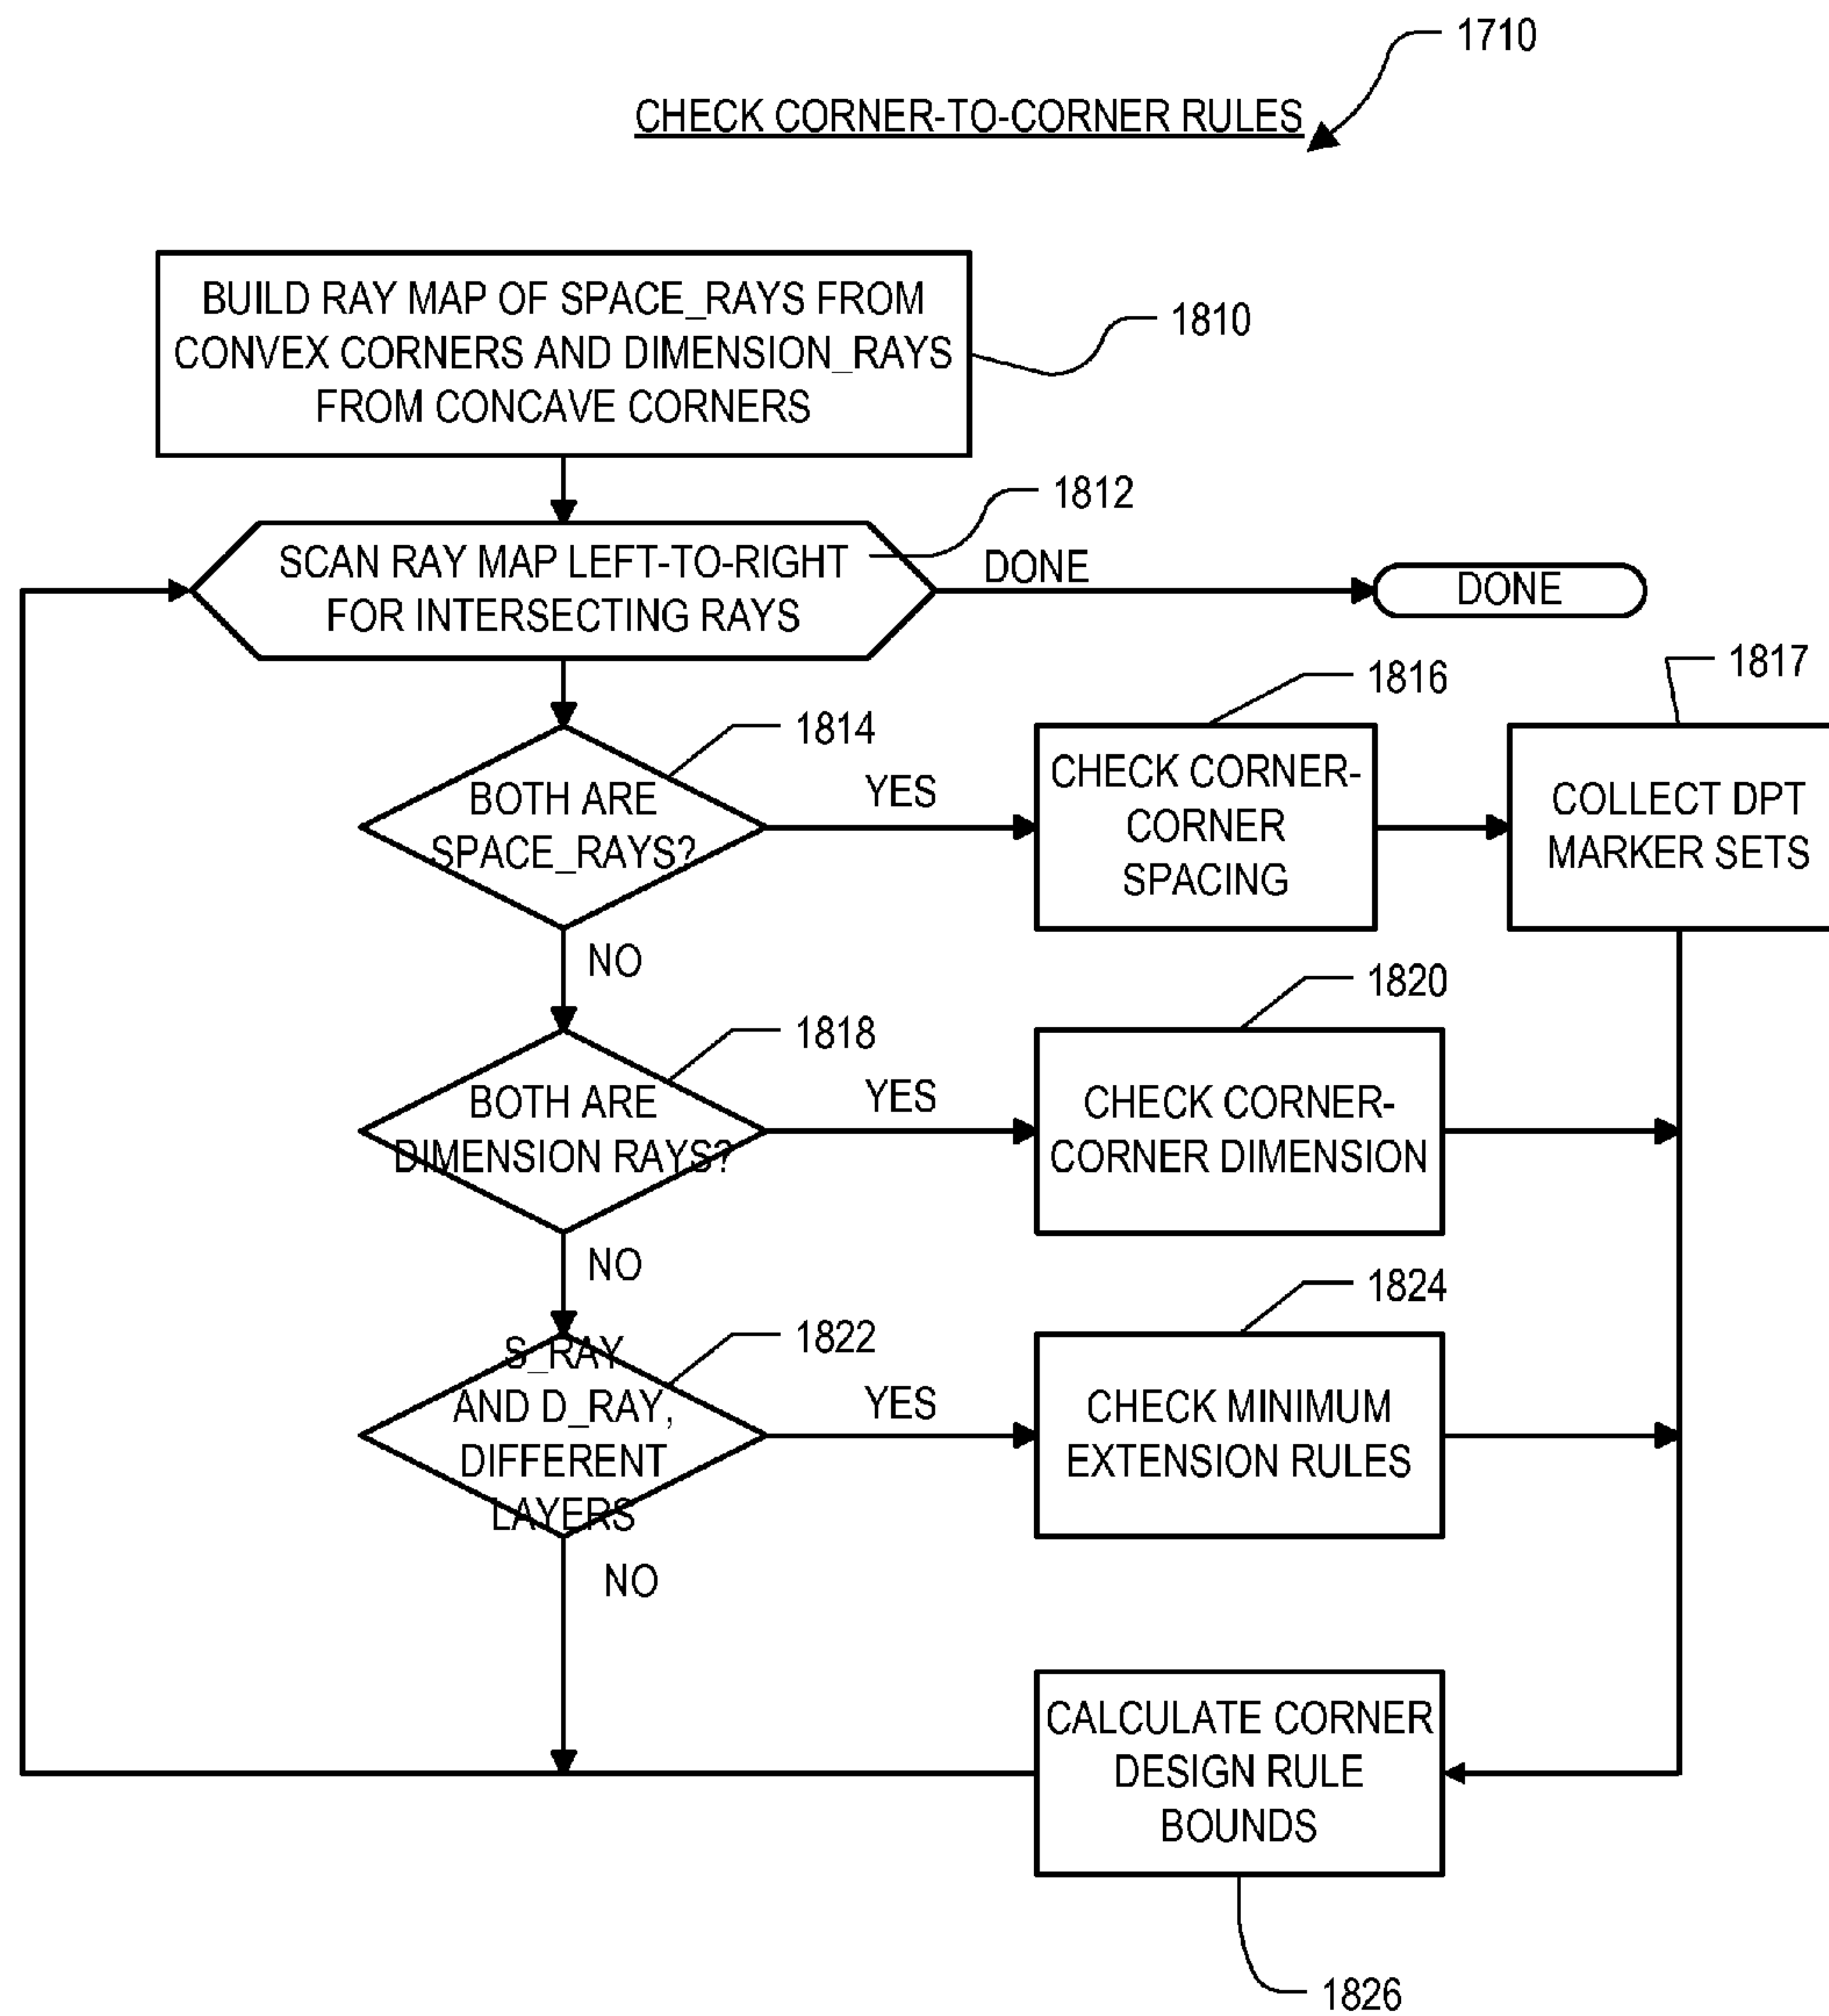 1710
CHECK CORNER-TO-CORNER RULES
BUILD RAY MAP OF SPACE_RAYS FROM
CONVEX CORNERS AND DIMENSION_RAYS
FROM CONCAVE CORNERS
1810
1812
SCAN RAY MAP LEFT-TO-RIGHT
FOR INTERSECTING RAYS
DONE
DONE
1814
BOTH ARE
SPACE_RAYS?
YES
1816
CHECK CORNER-
CORNER
SPACING
1817
COLLECT DPT
MARKER SETS
NO
1818
BOTH ARE
DIMENSION RAYS?
YES
1820
CHECK CORNER-
CORNER DIMENSION
NO
1822
S_RAY
AND D_RAY,
DIFFERENT
LAYERS
YES
1824
CHECK MINIMUM
EXTENSION RULES
NO
CALCULATE CORNER
DESIGN RULE
BOUNDS
1826